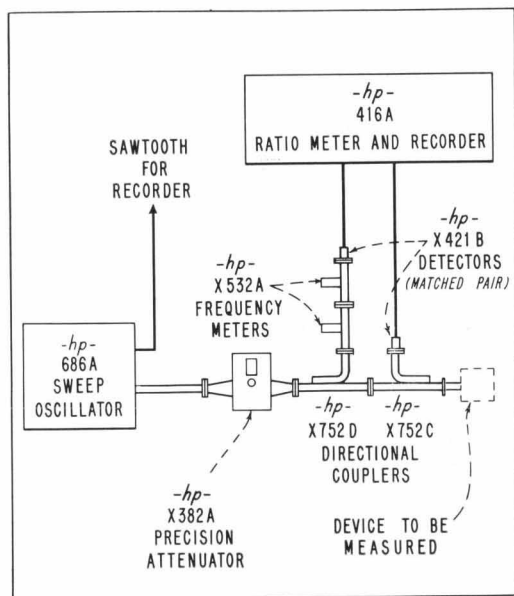 -hp-
416A
RATIO METER AND RECORDER
SAWTOOTH
FOR
RECORDER
-hp-
X421B
DETECTORS
(MATCHED PAIR)
-hp-
X532A
FREQUENCY
METERS
-hp-
686A
SWEEP
OSCILLATOR
-hp-
X752D
-hp-
X752C
DIRECTIONAL
COUPLERS
-hp-
X382A
PRECISION
ATTENUATOR
DEVICE TO BE
MEASURED